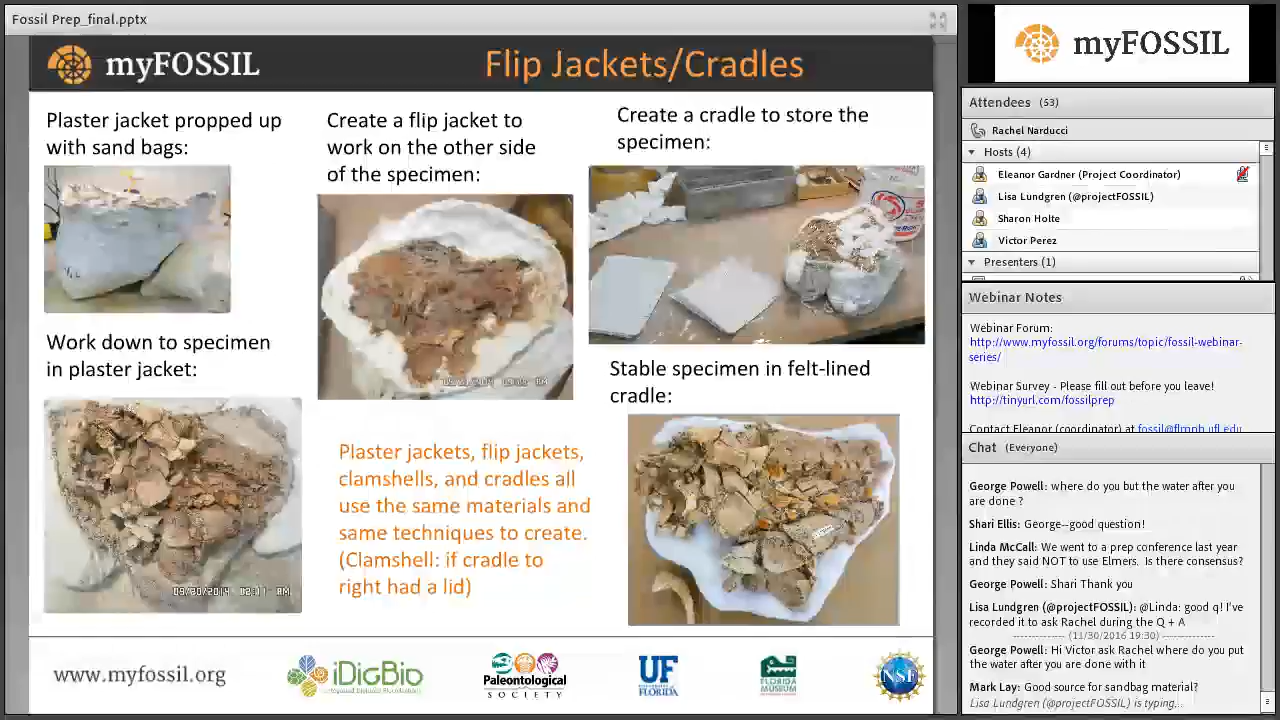 Fossil Prep_final.pptx
myFOSSIL
Flip Jackets/Cradles
Plaster jacket propped up
with sand bags:
Work down to specimen
in plaster jacket:
Create a flip jacket to
work on the other side
of the specimen:
Plaster jackets, flip jackets,
clamshells, and cradles all
use the same materials and
same techniques to create.
(Clamshell: if cradle to
right had a lid)
Create a cradle to store the
specimen:
Stable specimen in felt-lined
cradle:
www.myfossil.org
iDigBio
Paleontological
SOCIETY
UF
FLORIDA
FLORIDA
MUSEUM
NSF
myFOSSIL
Attendees (53)
Rachel Narducci
Hosts (4)
Eleanor Gardner (Project Coordinator)
Lisa Lundgren (@projectFOSSIL)
Sharon Holte
Victor Perez
Presenters (1)
Webinar Notes
Webinar Forum:
http://www.myfossil.org/forums/topic/fossil-webinar-
series/
Webinar Survey - Please fill out before you leave!
http://tinyurl.com/fossilprep
Contact Eleanor (coordinator) at fossil@flmnh.ufl.edu
Chat (Everyone)
George Powell: where do you but the water after you
are done ?
Shari Ellis: George--good question!
Linda McCall: We went to a prep conference last year
and they said NOT to use Elmers. Is there consensus?
George Powell: Shari Thank you
Lisa Lundgren (@projectFOSSIL): @Linda: good q! I've
recorded it to ask Rachel during the Q + A
(11/30/2016 19:30)
George Powell: Hi Victor ask Rachel where do you put
the water after you are done with it
Mark Lay: Good source for sandbag material?
Lisa Lundgren (@projectFOSSIL) is typing...